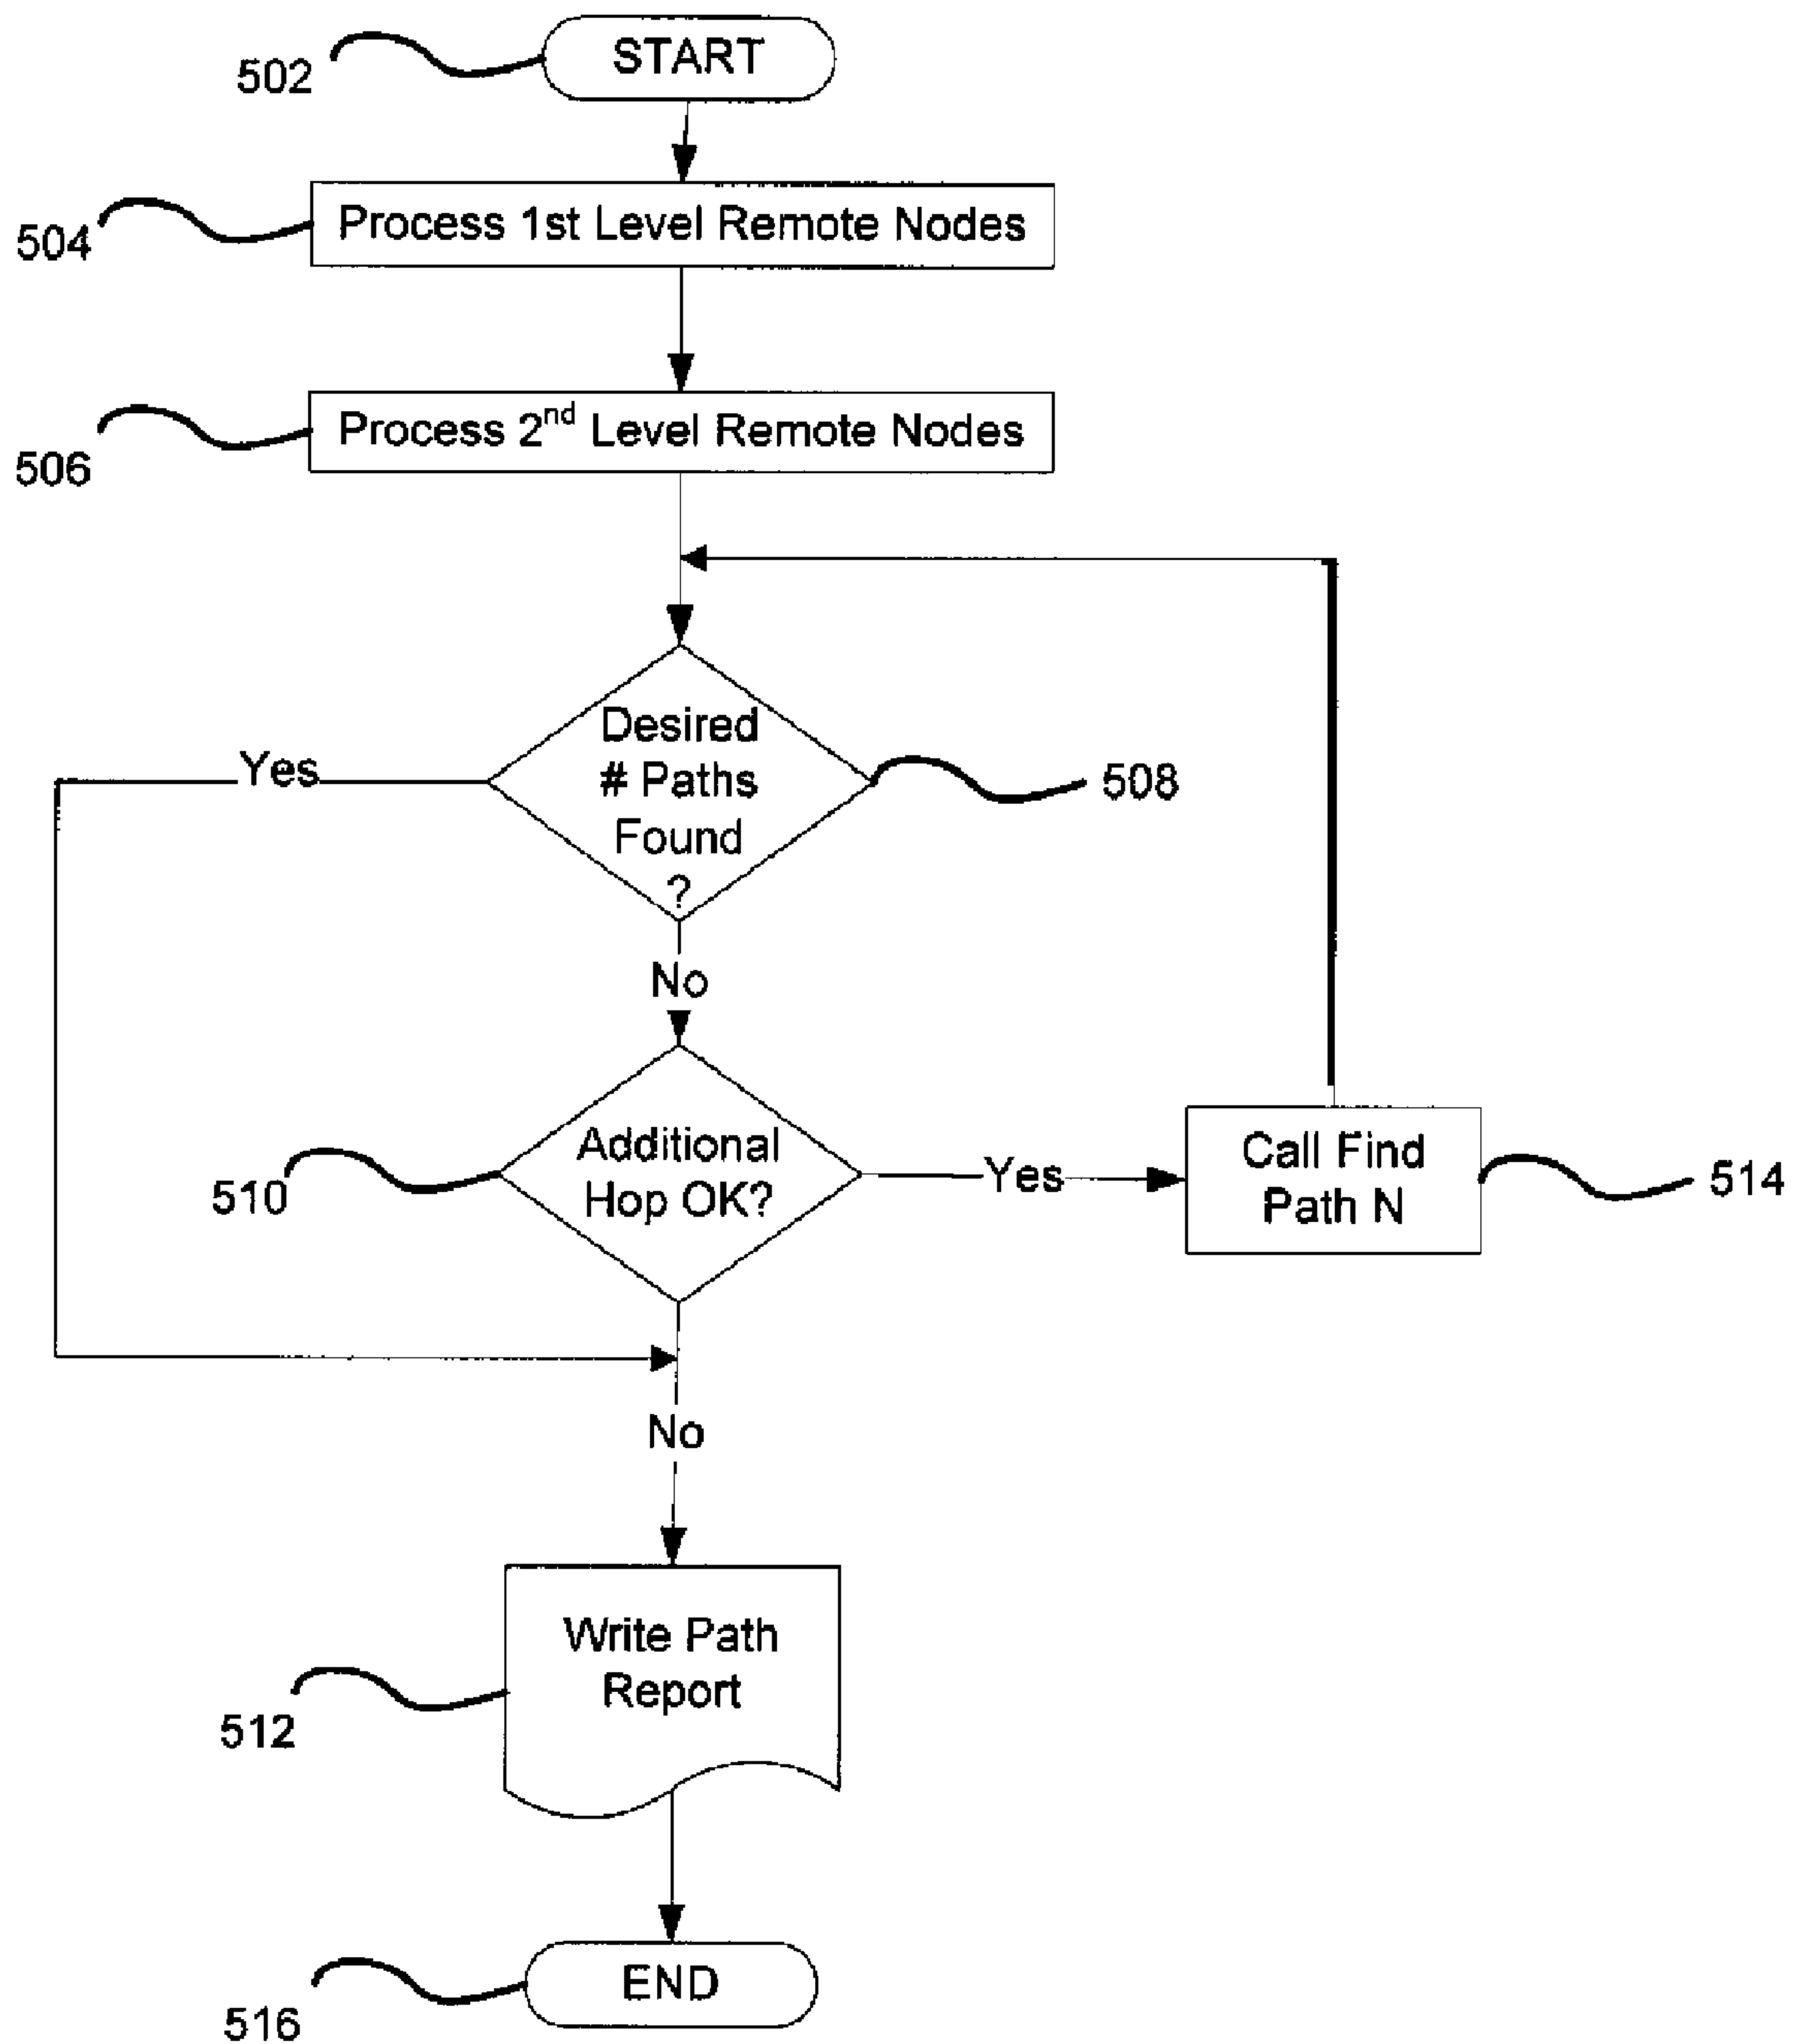 START
502
Process 1st Level Remote Nodes
504
Process 2nd Level Remote Nodes
506
Desired
# Paths
Found
?
Yes
508
No
Additional
Hop OK?
510
Yes
Call Find
Path N
514
No
Write Path
Report
512
END
516